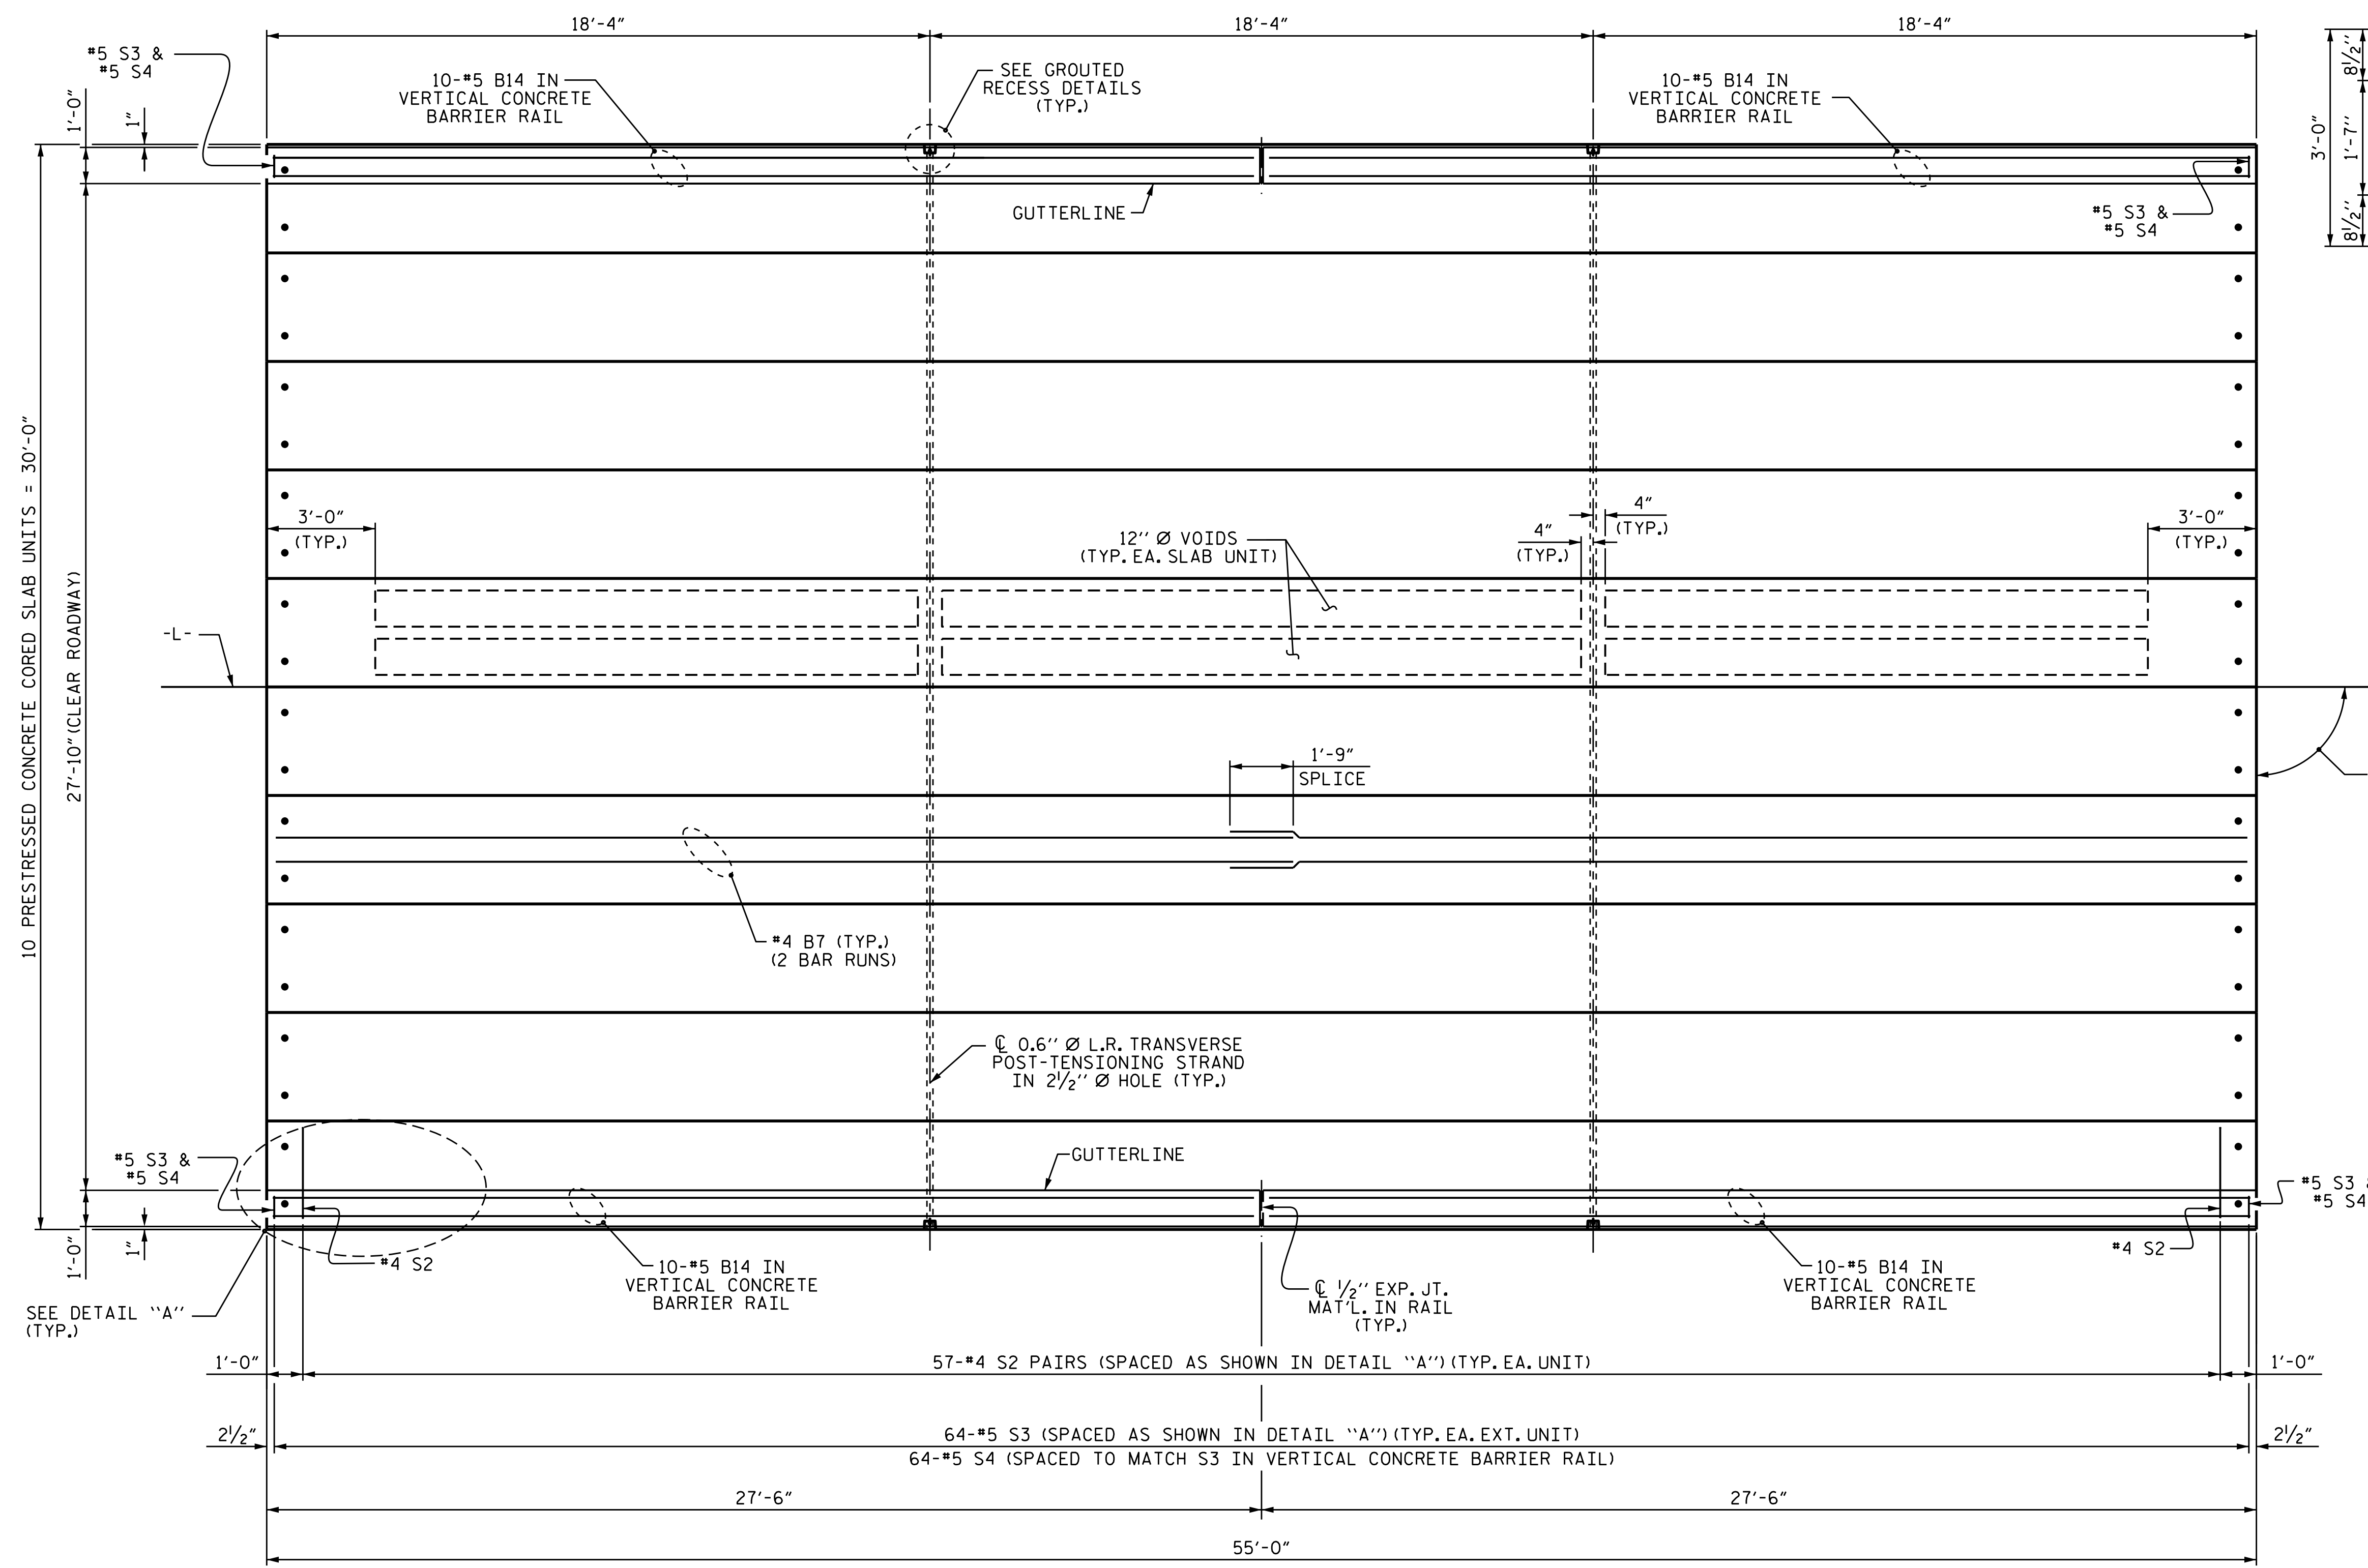 18'-4"
18'-4"
18'-4"
#5 S3 &
#5 S4
10-#5 B14 IN
VERTICAL CONCRETE
BARRIER RAIL
SEE GROUTED
RECESS DETAILS
(TYP.)
10-#5 B14 IN
VERTICAL CONCRETE
BARRIER RAIL
8½"
1'-7"
3'-0"
8½"
1'-0"
1"
GUTTERLINE
#5 S3 &
#5 S4
10 PRESTRESSED CONCRETE CORED SLAB UNITS = 30'-0"
27'-10" (CLEAR ROADWAY)
3'-0"
(TYP.)
12'' Ø VOIDS
(TYP. EA. SLAB UNIT)
4"
(TYP.)
4"
(TYP.)
3'-0"
(TYP.)
-L-
1'-9"
SPLICE
#4 B7 (TYP.)
(2 BAR RUNS)
℄ 0.6'' Ø L.R. TRANSVERSE
POST-TENSIONING STRAND
IN 2½'' Ø HOLE (TYP.)
#5 S3 &
#5 S4
GUTTERLINE
#5 S3 &
#5 S4
1'-0"
1"
#4 S2
10-#5 B14 IN
VERTICAL CONCRETE
BARRIER RAIL
℄ ½'' EXP. JT.
MAT'L. IN RAIL
(TYP.)
10-#5 B14 IN
VERTICAL CONCRETE
BARRIER RAIL
#4 S2
SEE DETAIL ``A''
(TYP.)
1'-0"
57-#4 S2 PAIRS (SPACED AS SHOWN IN DETAIL ``A'') (TYP. EA. UNIT)
1'-0"
2½"
64-#5 S3 (SPACED AS SHOWN IN DETAIL ``A'') (TYP. EA. EXT. UNIT)
64-#5 S4 (SPACED TO MATCH S3 IN VERTICAL CONCRETE BARRIER RAIL)
2½"
27'-6"
27'-6"
55'-0"